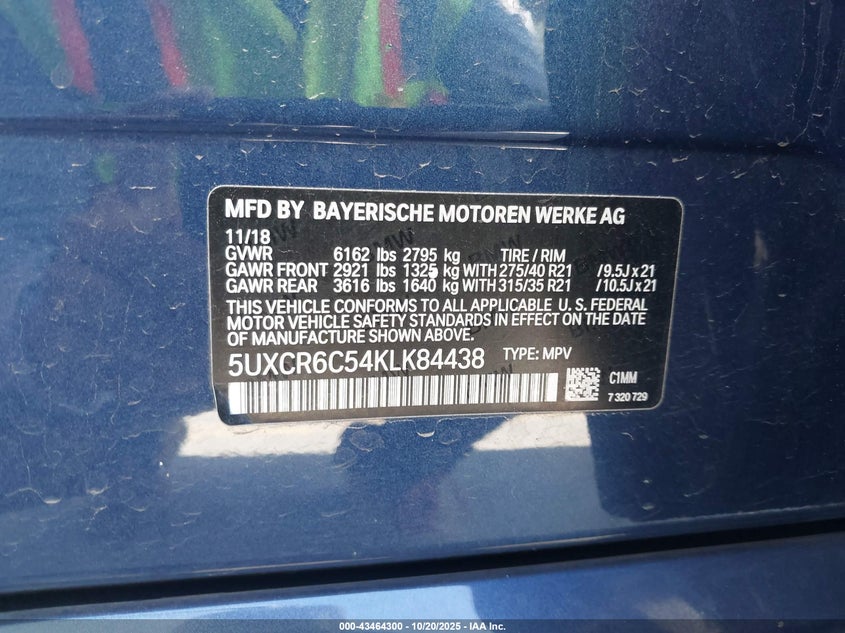 MFD BY BAYERISCHE MOTOREN WERKE AG
11/18
GVWR 6162 lbs 2795 kg TIRE / RIM
GAWR FRONT 2921 lbs 1325 kg WITH 275/40 R21 /9.5J x 21
GAWR REAR 3616 lbs 1640 kg WITH 315/35 R21 /10.5J x 21
THIS VEHICLE CONFORMS TO ALL APPLICABLE U. S. FEDERAL
MOTOR VEHICLE SAFETY STANDARDS IN EFFECT ON THE DATE
OF MANUFACTURE SHOWN ABOVE.
5UXCR6C54KLK84438 TYPE: MPV
C1MM
7 320 729
000-43464300 - 10/20/2025 - IAA Inc.